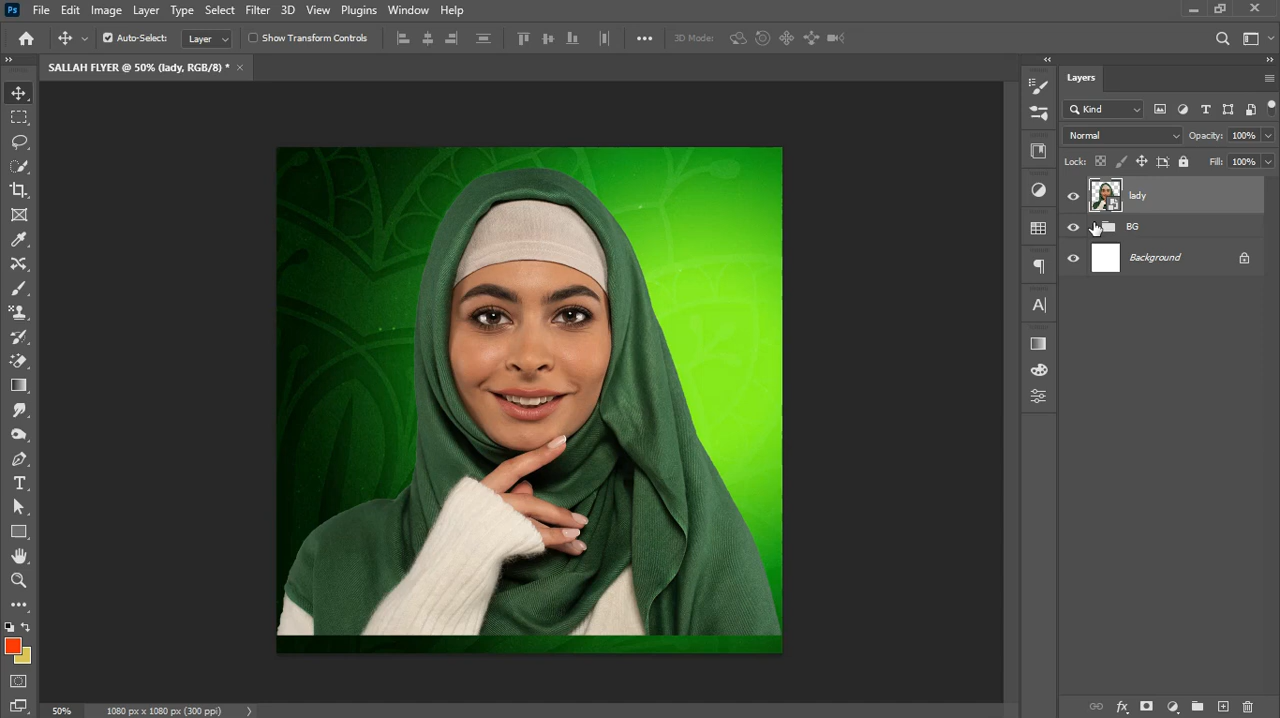 Ps File Edit Image Layer Type Select Filter 3D View Plugins Window Help
Auto-Select: Layer Show Transform Controls 3D Mode:
SALLAH FLYER @ 50% (lady, RGB/8) * ×
Layers
Kind
Normal Opacity: 100%
Lock: Fill: 100%
lady
BG
Background
50% 1080 px x 1080 px (300 ppi)